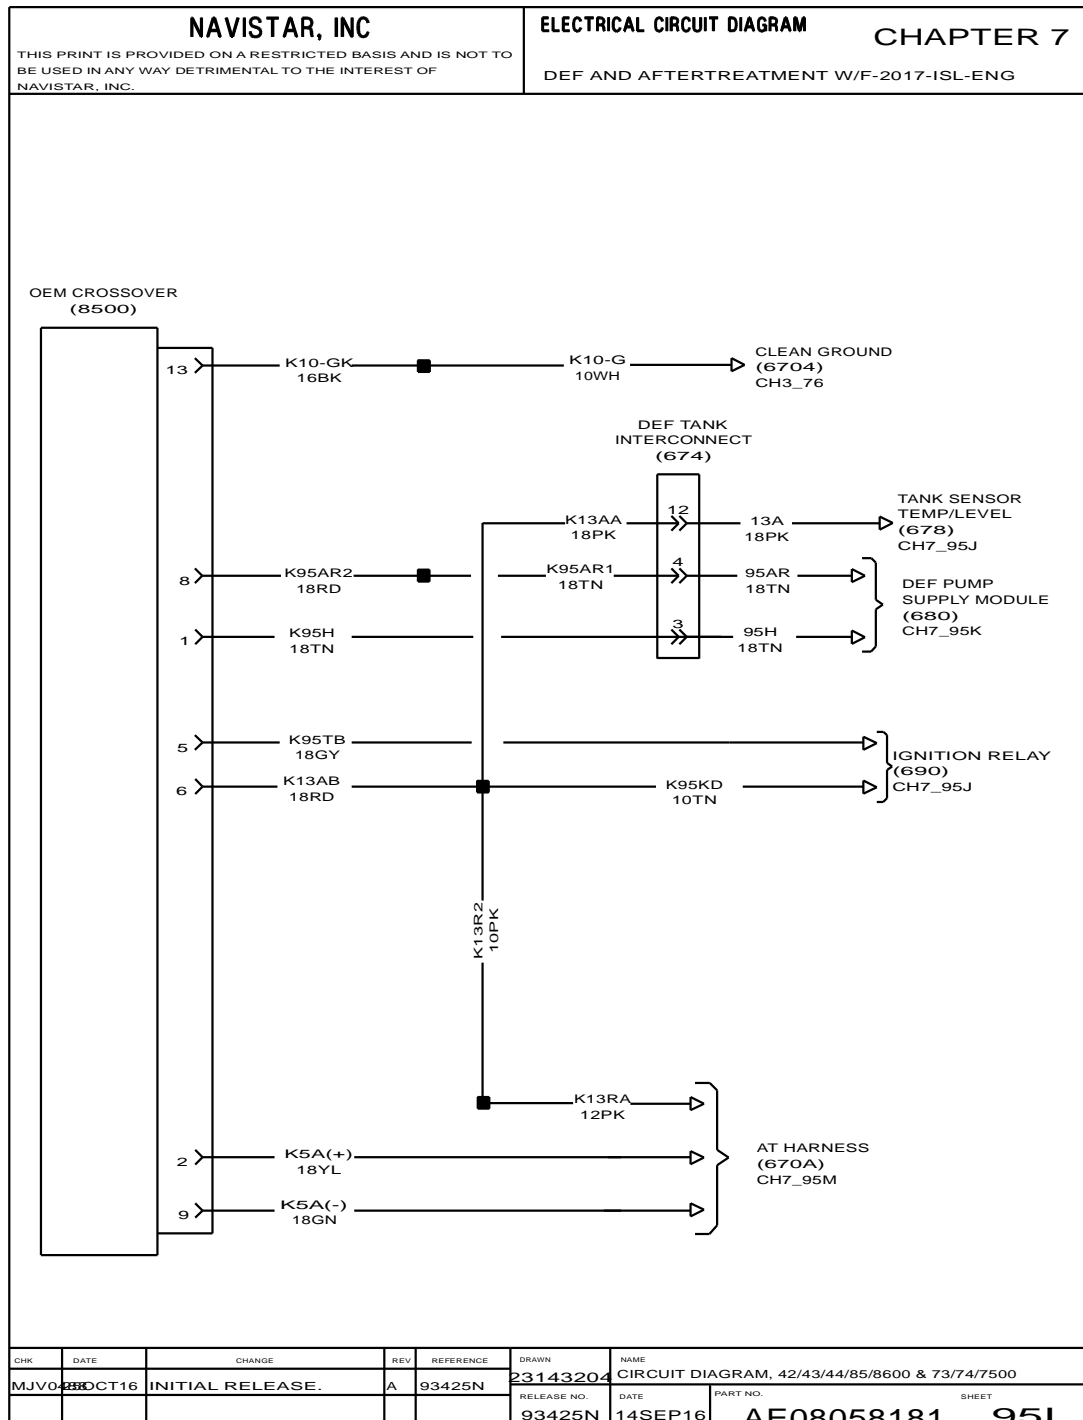 NAVISTAR, INC
THIS PRINT IS PROVIDED ON A RESTRICTED BASIS AND IS NOT TO
BE USED IN ANY WAY DETRIMENTAL TO THE INTEREST OF
NAVISTAR, INC.
ELECTRICAL CIRCUIT DIAGRAM
CHAPTER 7
DEF AND AFTERTREATMENT W/F-2017-ISL-ENG
OEM CROSSOVER
(8500)
13
K10-GK
16BK
K10-G
10WH
CLEAN GROUND
(6704)
CH3_76
DEF TANK
INTERCONNECT
(674)
K13AA
18PK
12
13A
18PK
TANK SENSOR
TEMP/LEVEL
(678)
CH7_95J
8
K95AR2
18RD
K95AR1
18TN
4
95AR
18TN
DEF PUMP
SUPPLY MODULE
(680)
CH7_95K
1
K95H
18TN
3
95H
18TN
5
K95TB
18GY
IGNITION RELAY
(690)
CH7_95J
6
K13AB
18RD
K95KD
10TN
K13R2
10PK
K13RA
12PK
AT HARNESS
(670A)
CH7_95M
2
K5A(+)
18YL
9
K5A(-)
18GN
CHK DATE CHANGE REV REFERENCE
INITIAL RELEASE. A 93425N
DRAWN
23143204
NAME
CIRCUIT DIAGRAM, 42/43/44/85/8600 & 73/74/7500
RELEASE NO.
93425N
DATE
14SEP16
PART NO.
AE08058181
SHEET